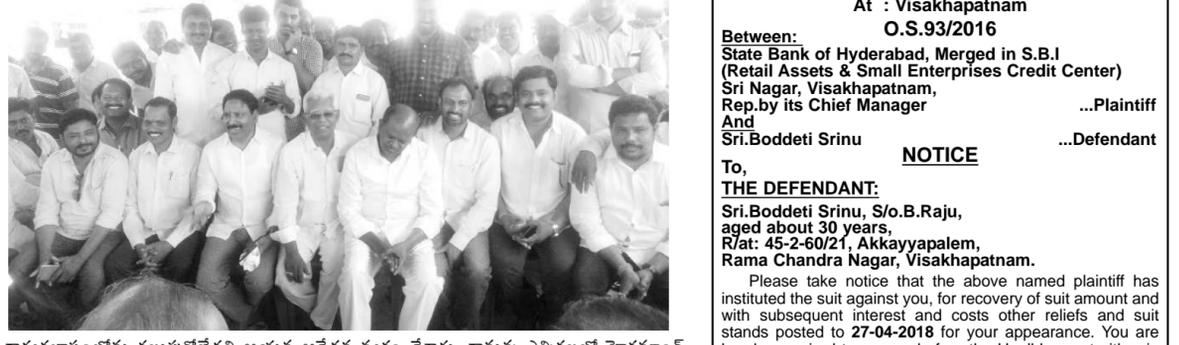 At : Visakhapatnam
O.S.93/2016
Between:
State Bank of Hyderabad, Merged in S.B.I
(Retail Assets & Small Enterprises Credit Center)
Sri Nagar, Visakhapatnam,
Rep.by its Chief Manager ...Plaintiff
And
Sri.Boddeti Srinu ...Defendant
NOTICE
To,
THE DEFENDANT:
Sri.Boddeti Srinu, S/o.B.Raju,
aged about 30 years,
R/at: 45-2-60/21, Akkayyapalem,
Rama Chandra Nagar, Visakhapatnam.
Please take notice that the above named plaintiff has
instituted the suit against you, for recovery of suit amount and
with subsequent interest and costs other reliefs and suit
stands posted to 27-04-2018 for your appearance. You are